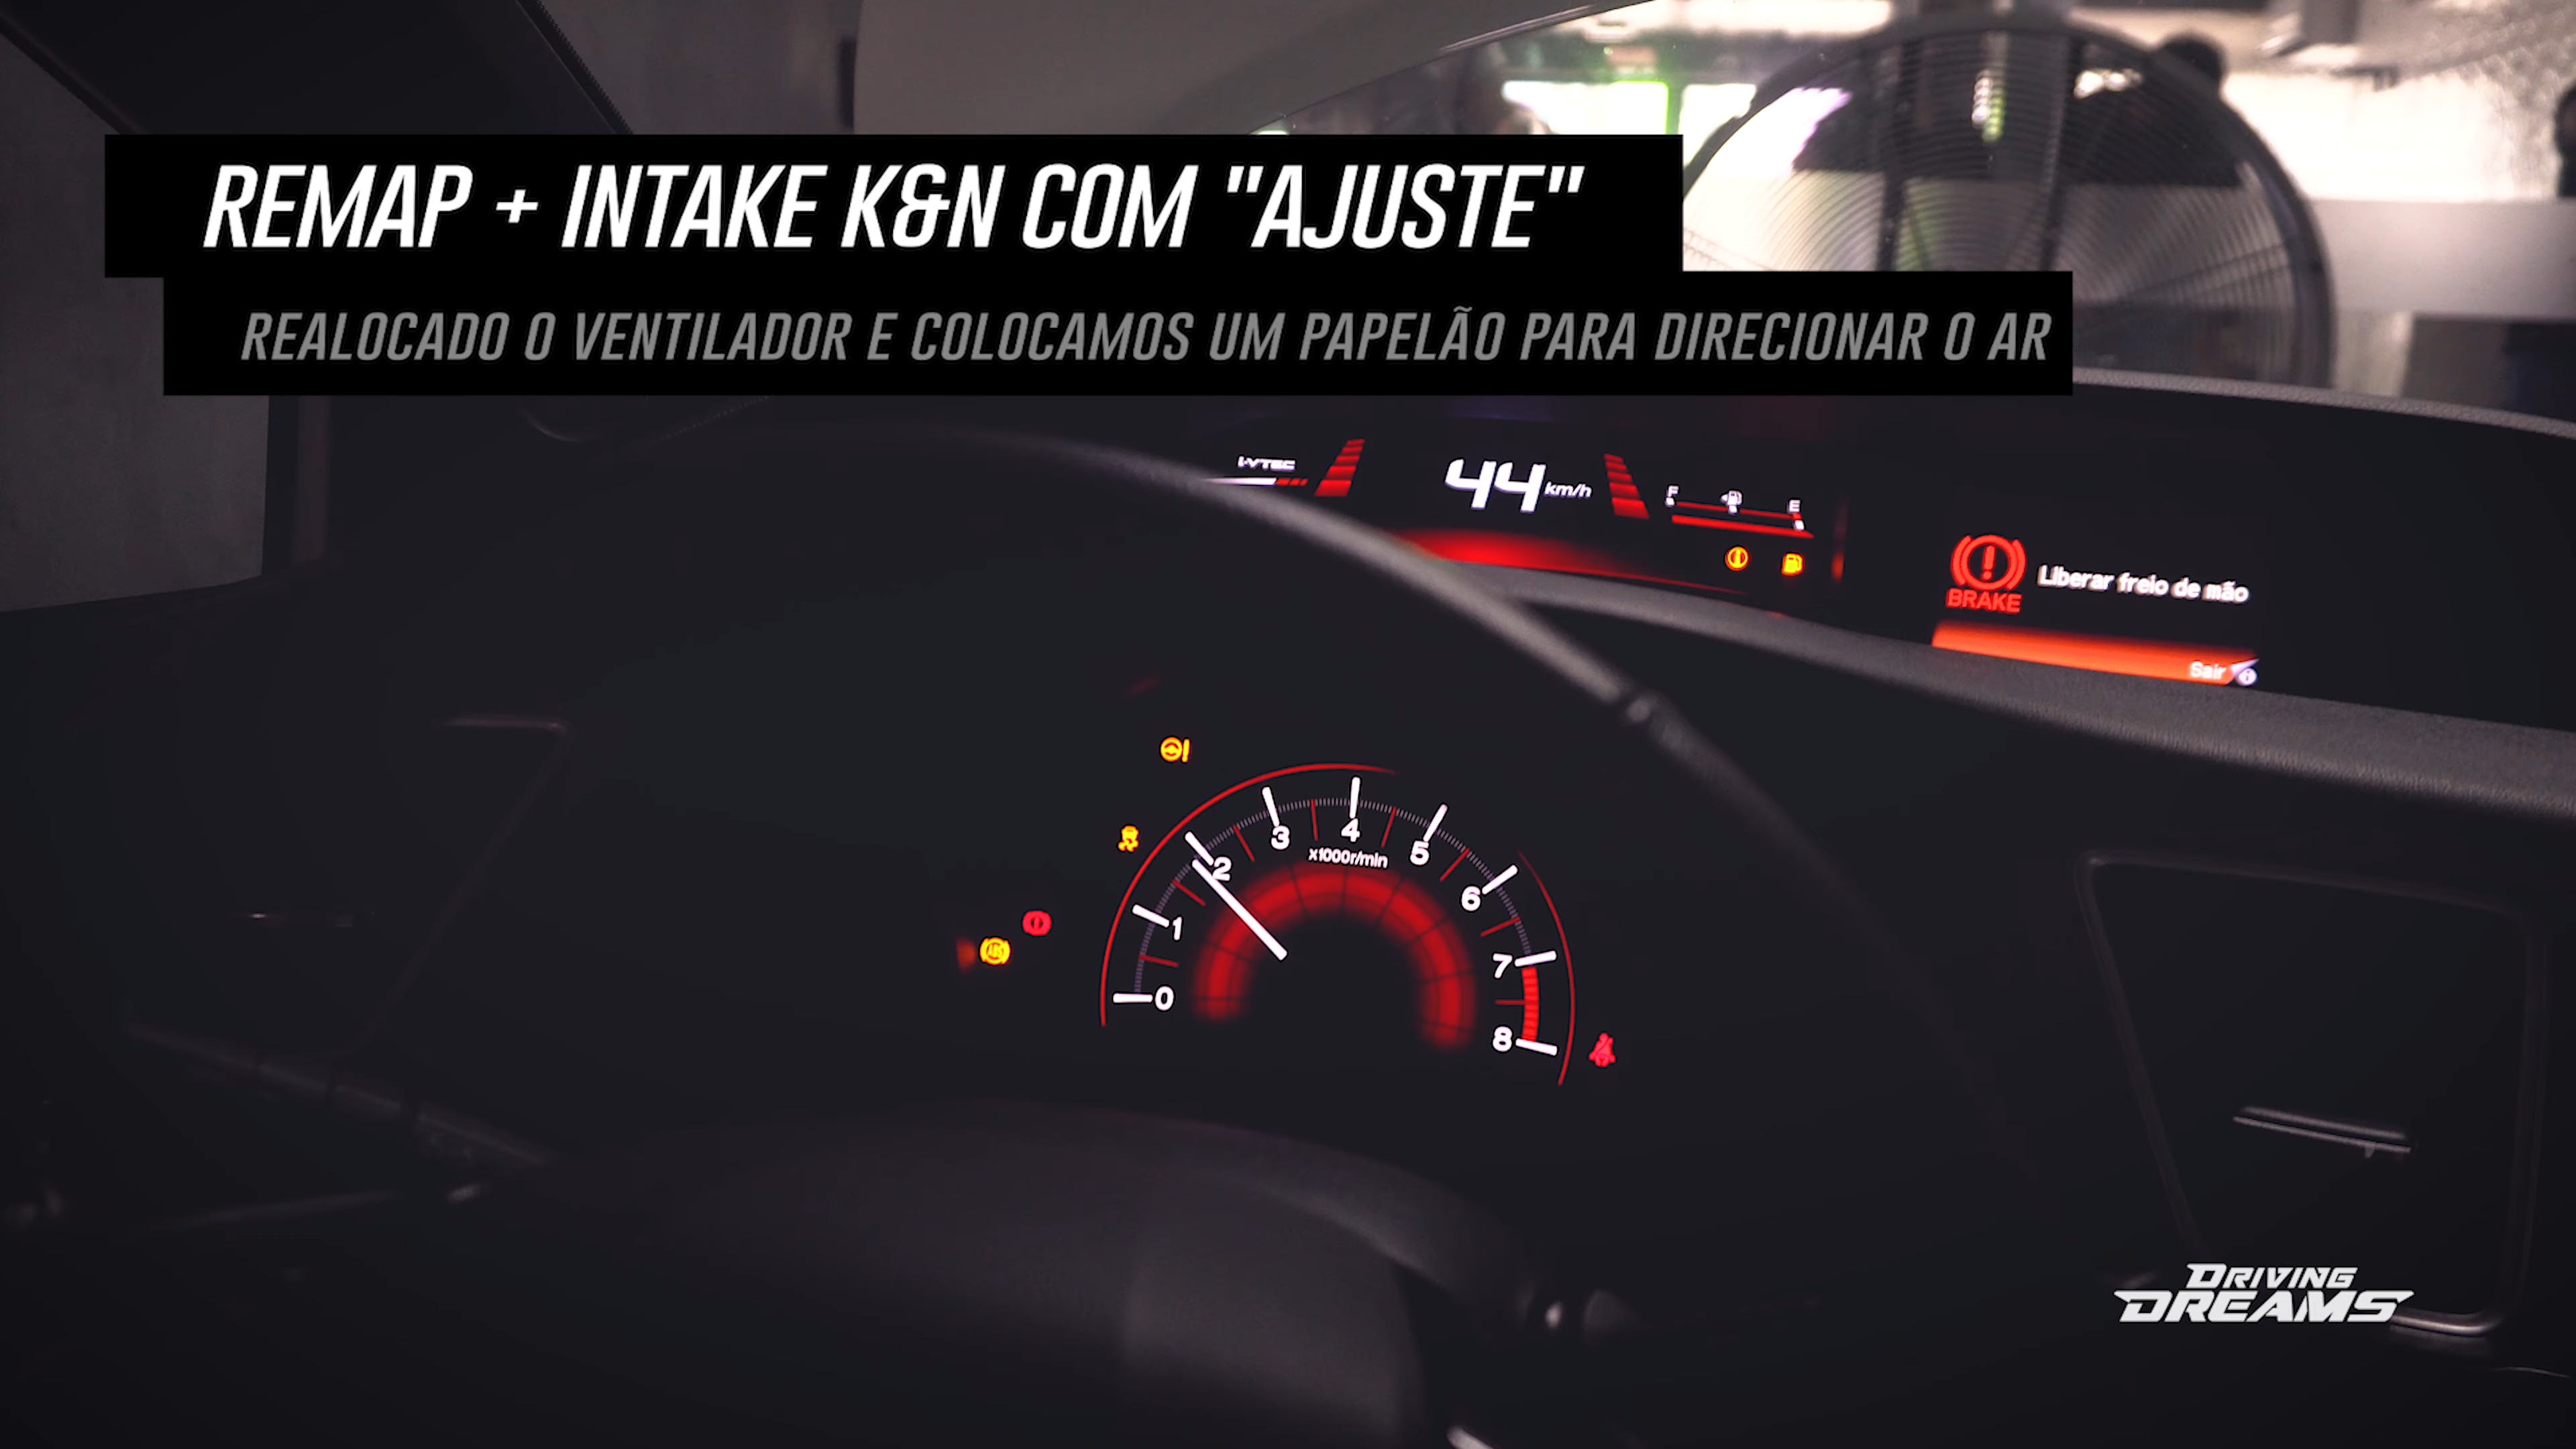 REMAP + INTAKE K&N COM "AJUSTE"
REALOCADO O VENTILADOR E COLOCAMOS UM PAPELÃO PARA DIRECIONAR O AR
i-VTEC
44 km/h
F E
BRAKE
Liberar freio de mão
Sair
0 1 2 3 4 5 6 7 8
x1000r/min
ABS
DRIVING
DREAMS